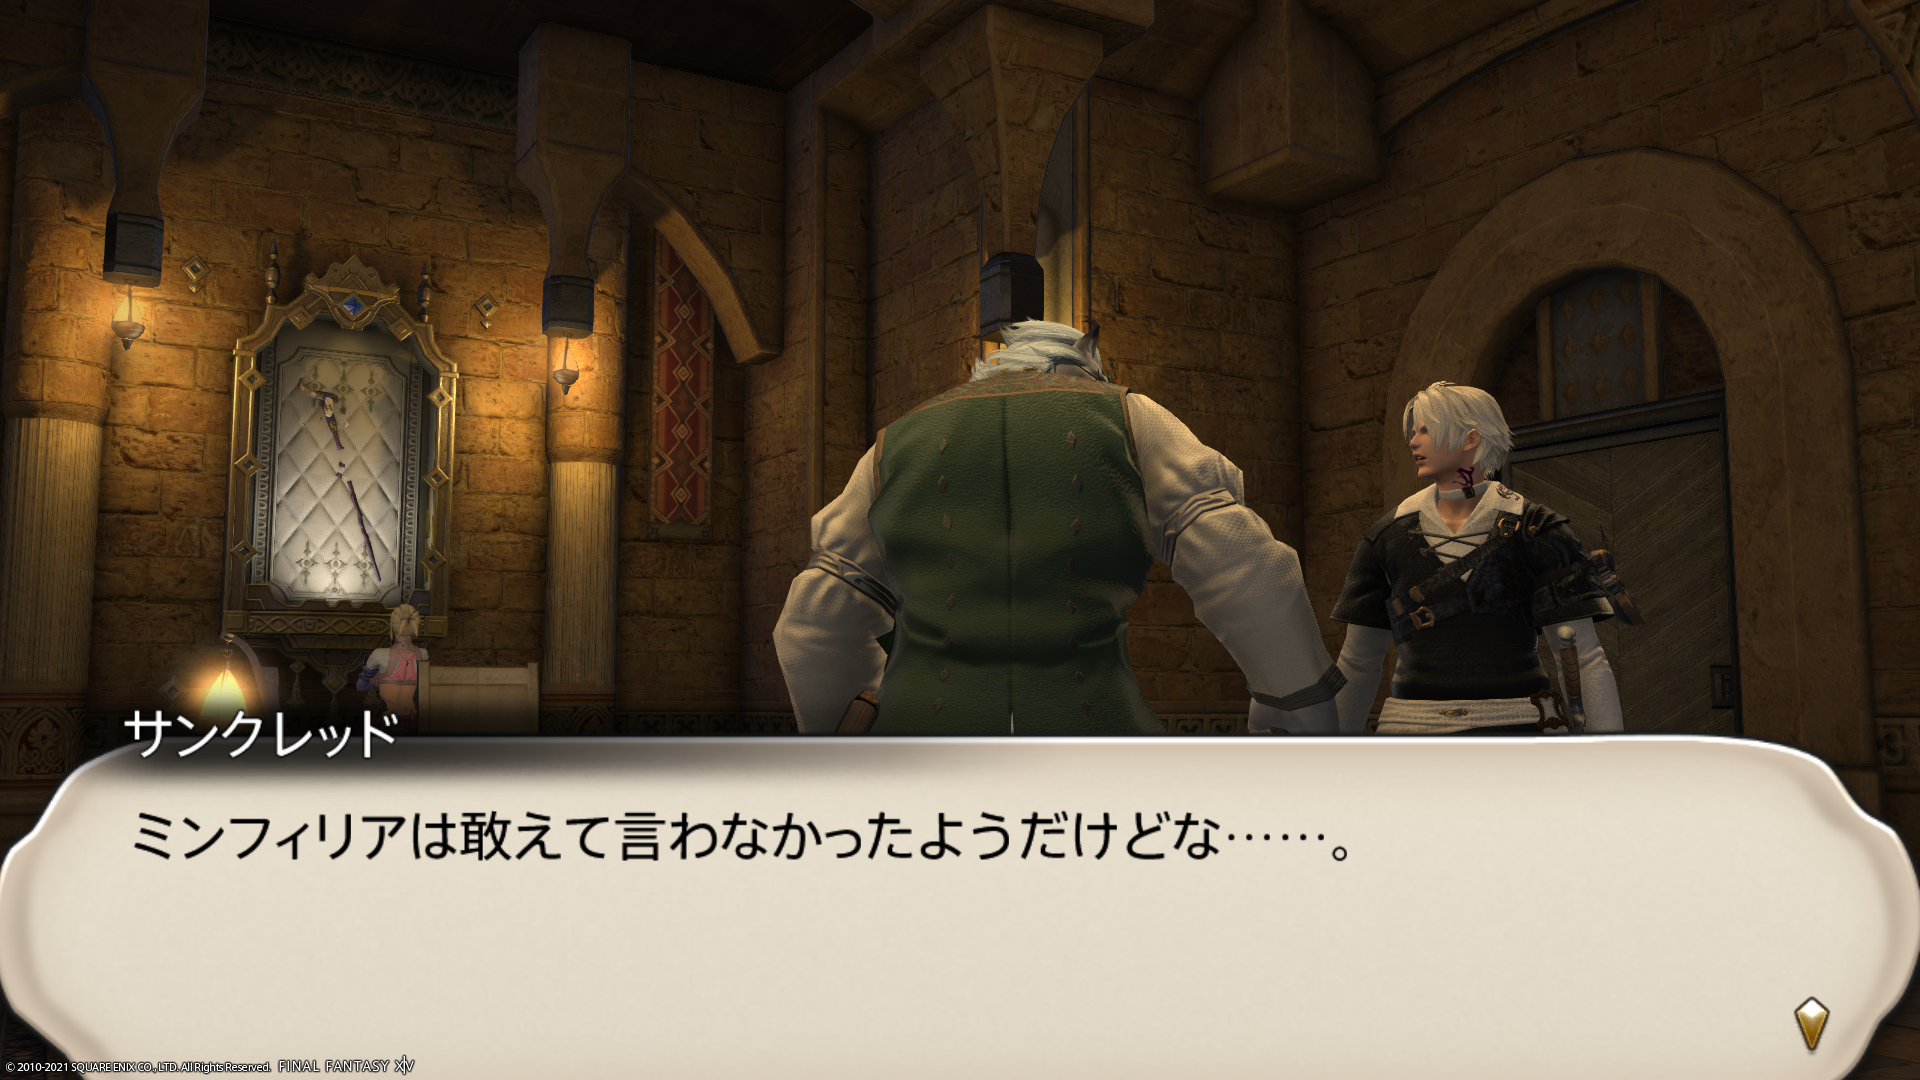 サンクレッド
ミンフィリアは敢えて言わなかったようだけどな……。
© 2010-2021 SQUARE ENIX CO., LTD. All Rights Reserved. FINAL FANTASY XIV